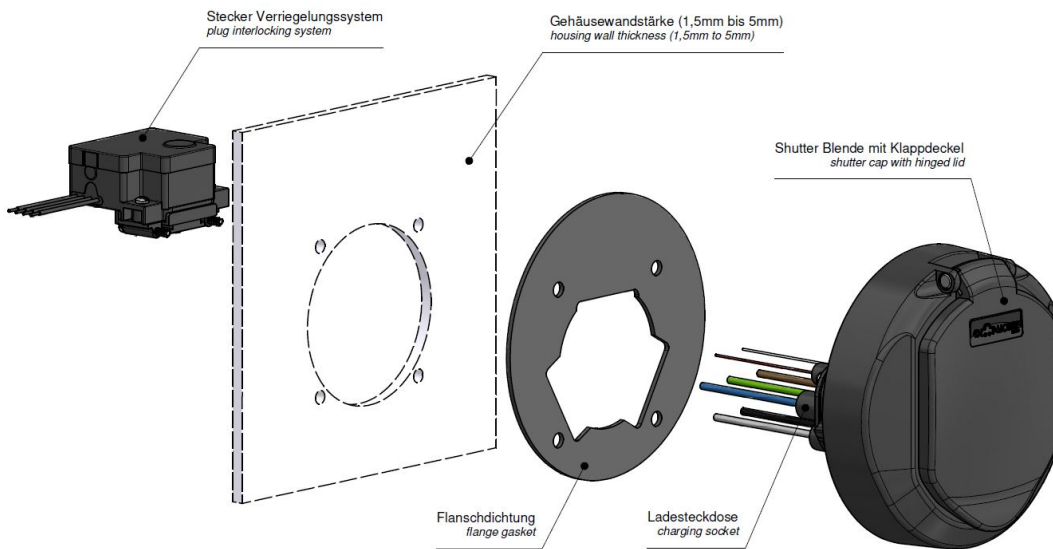 Stecker Verriegelungssystem
plug interlocking system
Gehäusewandstärke (1,5mm bis 5mm)
housing wall thickness (1,5mm to 5mm)
Shutter Blende mit Klappdeckel
shutter cap with hinged lid
Flanschdichtung
flange gasket
Ladesteckdose
charging socket